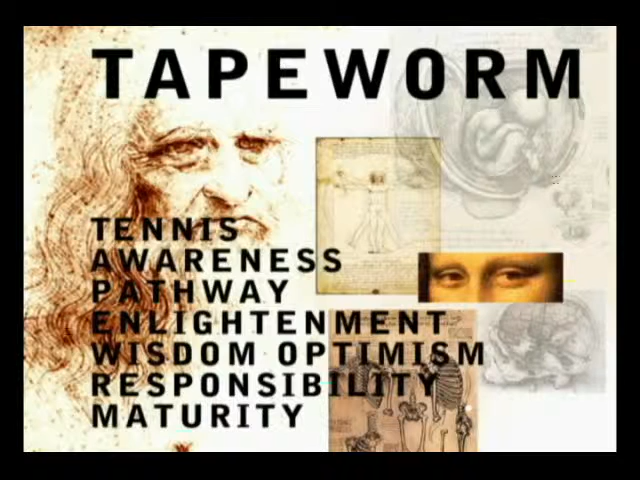 TAPEWORM
TENNIS
AWARENESS
PATHWAY
ENLIGHTENMENT
WISDOM OPTIMISM
RESPONSIBILITY
MATURITY